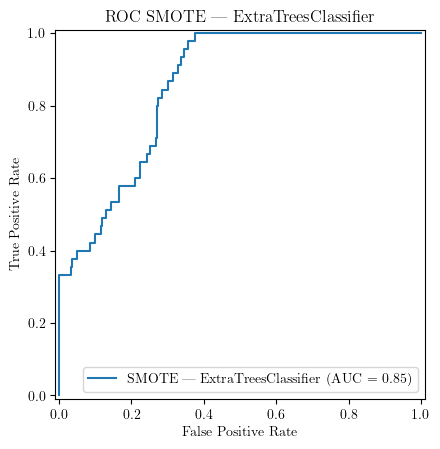 ROC SMOTE — ExtraTreesClassifier
1.0
0.8
0.6
0.4
0.2
0.0
True Positive Rate
SMOTE — ExtraTreesClassifier (AUC = 0.85)
0.0 0.2 0.4 0.6 0.8 1.0
False Positive Rate